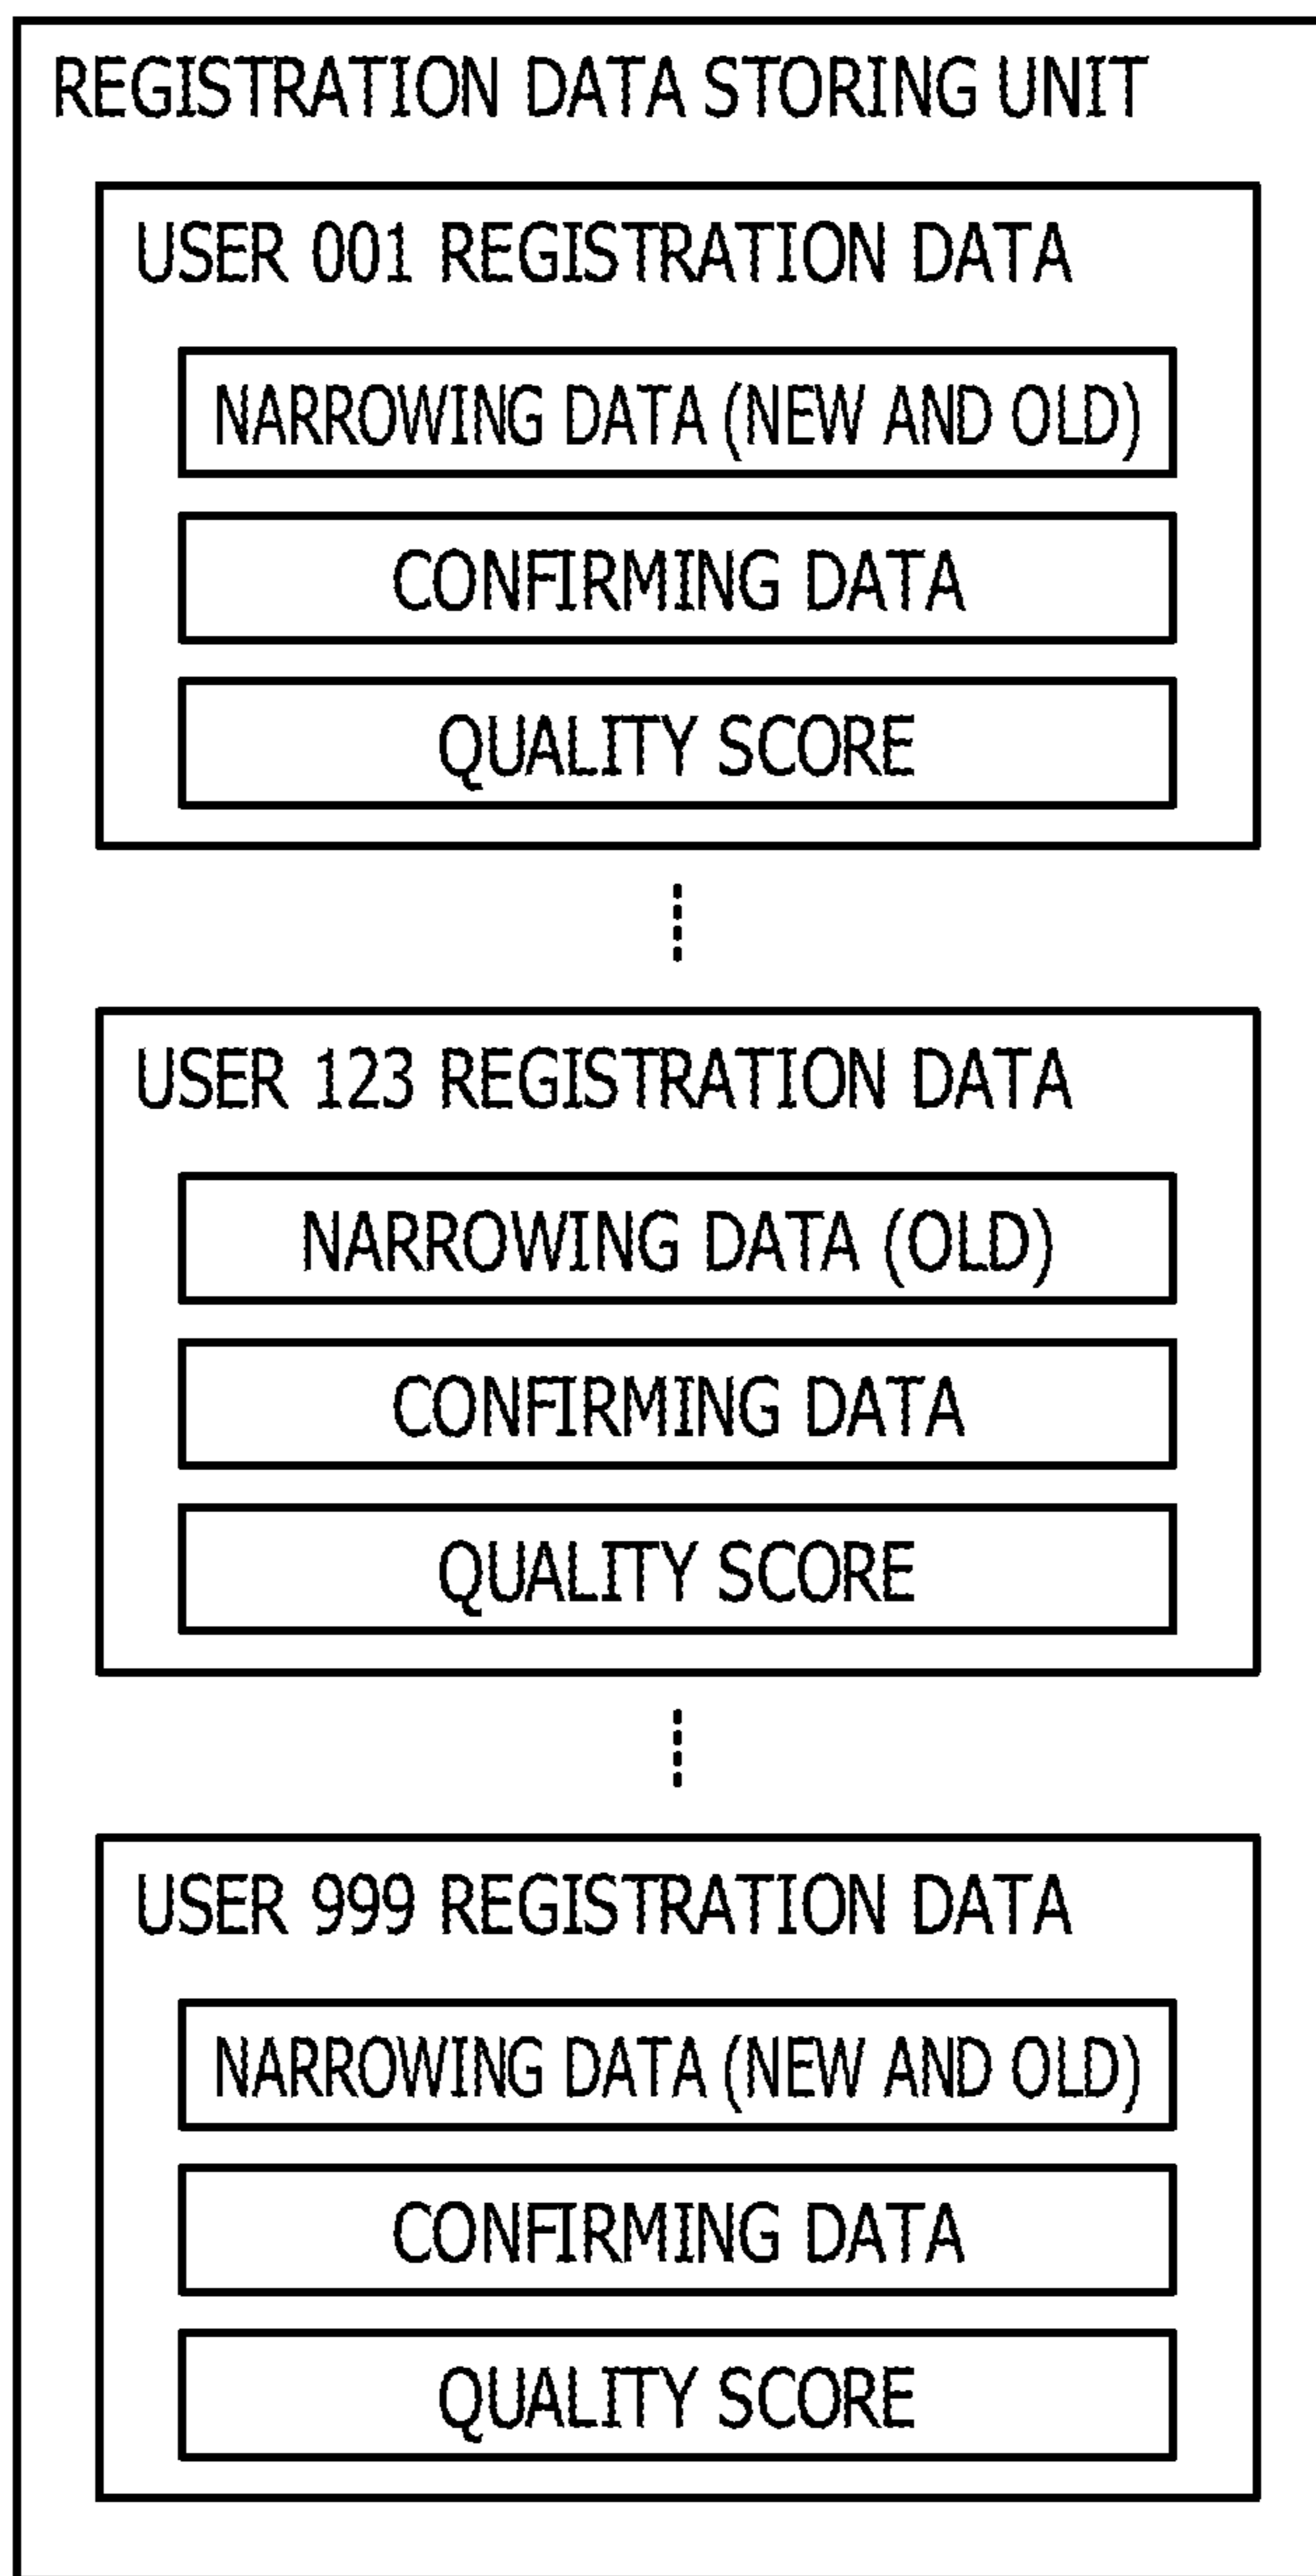 REGISTRATION DATA STORING UNIT
USER 001 REGISTRATION DATA
NARROWING DATA (NEW AND OLD)
CONFIRMING DATA
QUALITY SCORE
USER 123 REGISTRATION DATA
NARROWING DATA (OLD)
CONFIRMING DATA
QUALITY SCORE
USER 999 REGISTRATION DATA
NARROWING DATA (NEW AND OLD)
CONFIRMING DATA
QUALITY SCORE